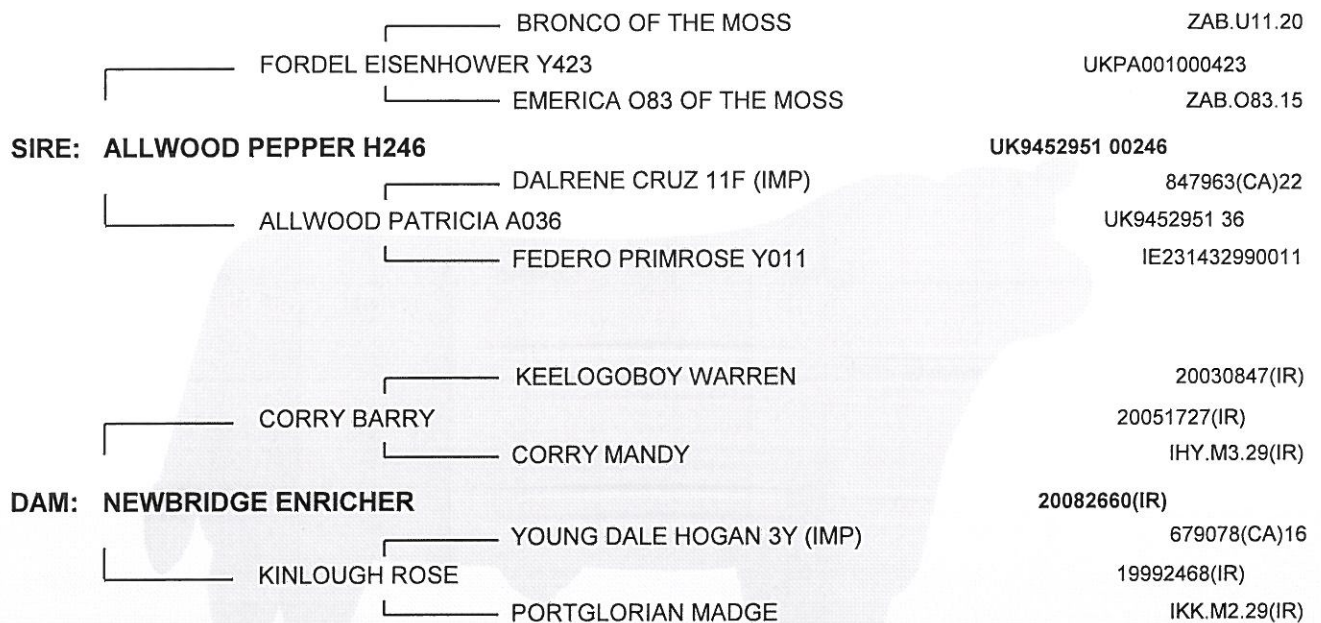 BRONCO OF THE MOSS ZAB.U11.20
FORDEL EISENHOWER Y423 UKPA001000423
EMERICA O83 OF THE MOSS ZAB.O83.15
SIRE: ALLWOOD PEPPER H246 UK9452951 00246
DALRENE CRUZ 11F (IMP) 847963(CA)22
ALLWOOD PATRICIA A036 UK9452951 36
FEDERO PRIMROSE Y011 IE231432990011
KEELOGOBOY WARREN 20030847(IR)
CORRY BARRY 20051727(IR)
CORRY MANDY IHY.M3.29(IR)
DAM: NEWBRIDGE ENRICHER 20082660(IR)
YOUNG DALE HOGAN 3Y (IMP) 679078(CA)16
KINLOUGH ROSE 19992468(IR)
PORTGLORIAN MADGE IKK.M2.29(IR)